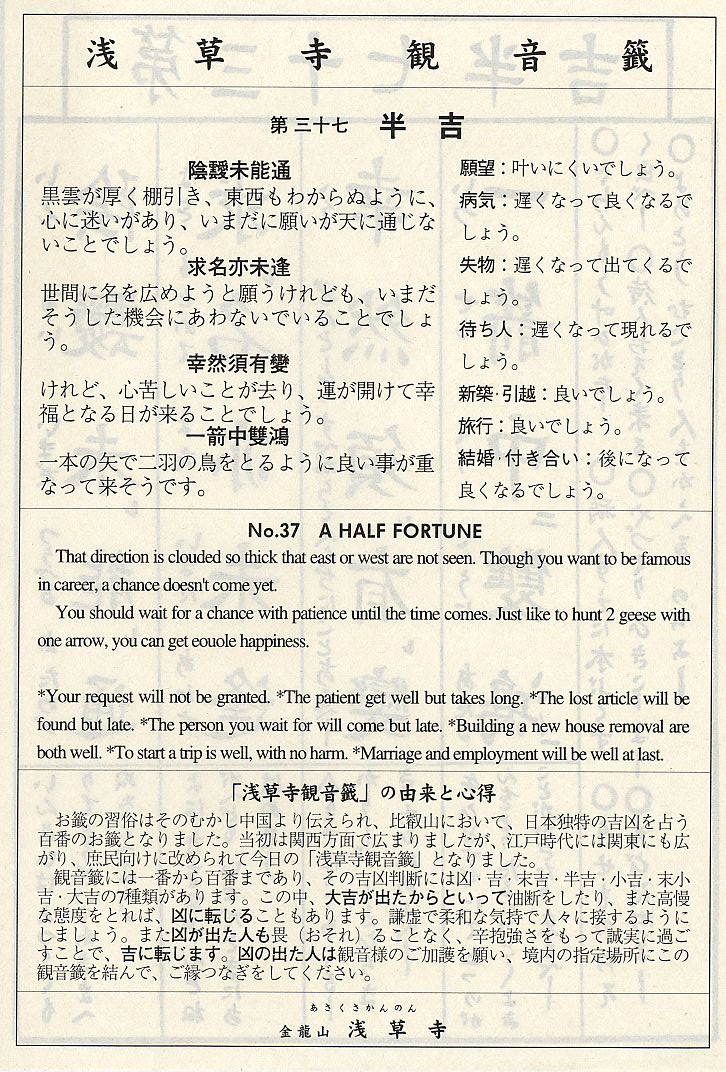 浅草寺観音籤
第三十七 半吉
陰靉未能通
黒雲が厚く棚引き、東西もわからぬように、
心に迷いがあり、いまだに願いが天に通じな
いことでしょう。
求名亦未逢
世間に名を広めようと願うけれども、いまだ
そうした機会にあわないでいることでしょ
う。
幸然須有變
けれど、心苦しいことが去り、運が開けて幸
福となる日が来ることでしょう。
一箭中雙鴻
一本の矢で二羽の鳥をとるように良い事が重
なって来そうです。
願望：叶いにくいでしょう。
病気：遅くなって良くなるで
しょう。
失物：遅くなって出てくるで
しょう。
待ち人：遅くなって現れるで
しょう。
新築·引越：良いでしょう。
旅行：良いでしょう。
結婚·付き合い：後になって
良くなるでしょう。
No.37 A HALF FORTUNE
That direction is clouded so thick that east or west are not seen. Though you want to be famous
in career, a chance doesn't come yet.
You should wait for a chance with patience until the time comes. Just like to hunt 2 geese with
one arrow, you can get eouole happiness.
*Your request will not be granted. *The patient get well but takes long. *The lost article will be
found but late. *The person you wait for will come but late. *Building a new house removal are
both well. *To start a trip is well, with no harm. *Marriage and employment will be well at last.
「浅草寺観音籤」の由来と心得
お籤の習俗はそのむかし中国より伝えられ、比叡山において、日本独特の吉凶を占う
百番のお籤となりました。当初は関西方面で広まりましたが、江戸時代には関東にも広
がり、庶民向けに改められて今日の「浅草寺観音籤」となりました。
観音籤には一番から百番まであり、その吉凶判断には凶·吉·末吉·半吉·小吉·末小
吉·大吉の7種類があります。この中、大吉が出たからといって油断をしたり、また高慢
な態度をとれば、凶に転じることもあります。謙虚で柔和な気持で人々に接するように
しましょう。また凶が出た人も畏（おそれ）ることなく、辛抱強さをもって誠実に過ご
すことで、吉に転じます。凶の出た人は観音様のご加護を願い、境内の指定場所にこの
観音籤を結んで、ご縁つなぎをしてください。
あさくさかんのん
金龍山 浅草寺